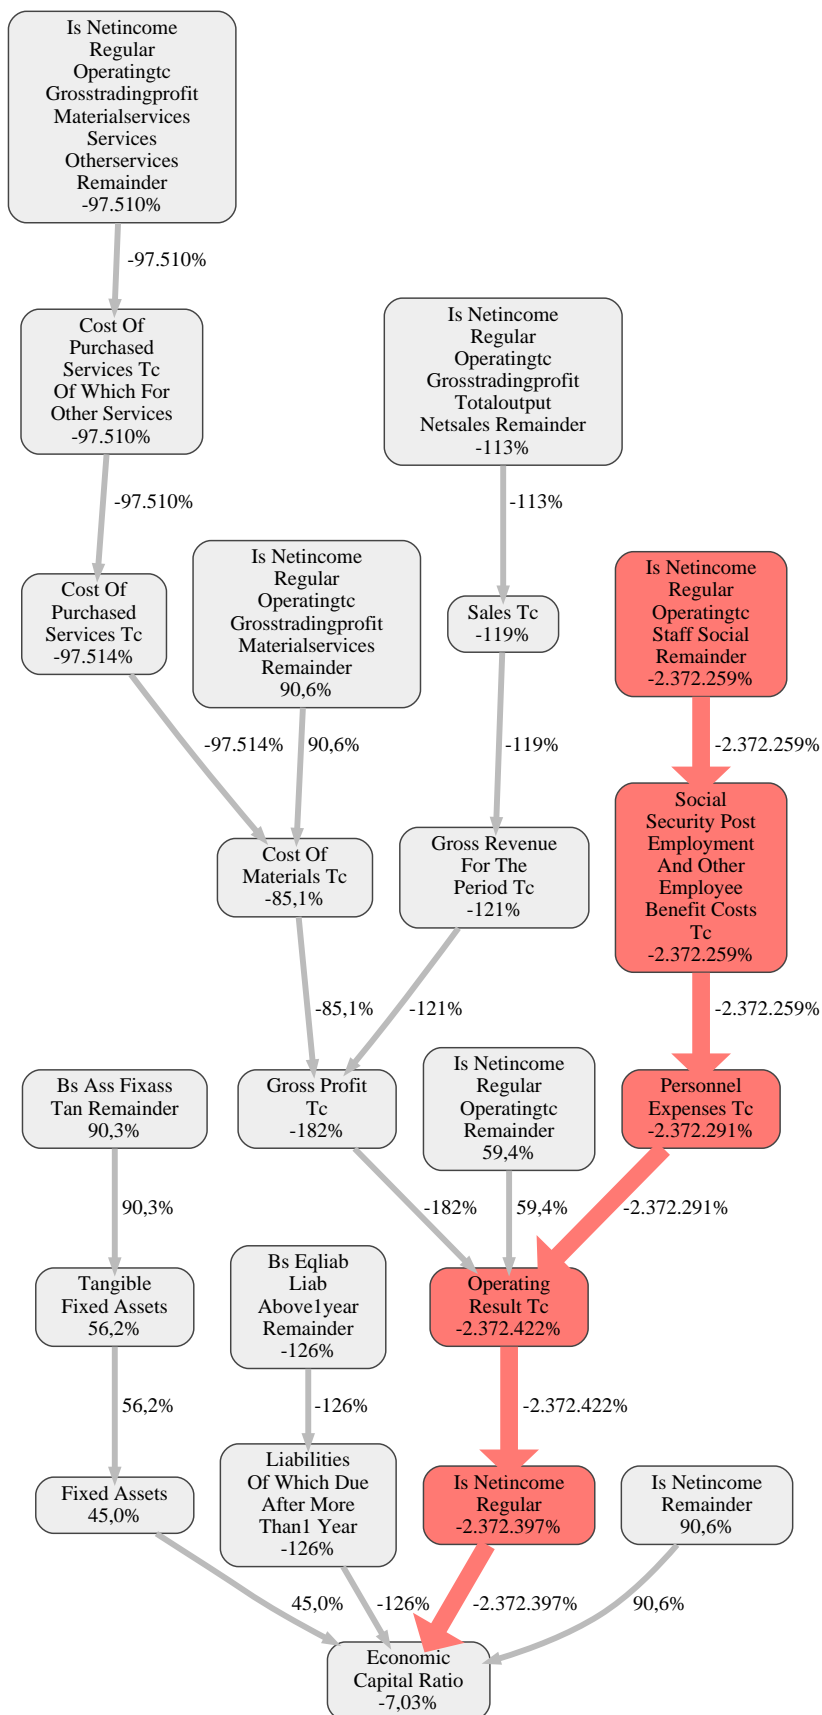 Is Netincome
Regular
Operatingtc
Grosstradingprofit
Materialservices
Services
Otherservices
Remainder
-97.510%
-97.510%
Cost Of
Purchased
Services Tc
Of Which For
Other Services
-97.510%
Is Netincome
Regular
Operatingtc
Grosstradingprofit
Totaloutput
Netsales Remainder
-113%
-97.510%
-113%
Cost Of
Purchased
Services Tc
-97.514%
Is Netincome
Regular
Operatingtc
Grosstradingprofit
Materialservices
Remainder
90,6%
Sales Tc
-119%
Is Netincome
Regular
Operatingtc
Staff Social
Remainder
-2.372.259%
-97.514%
90,6%
-119%
-2.372.259%
Cost Of
Materials Tc
-85,1%
Gross Revenue
For The
Period Tc
-121%
Social
Security Post
Employment
And Other
Employee
Benefit Costs
Tc
-2.372.259%
-85,1%
-121%
-2.372.259%
Bs Ass Fixass
Tan Remainder
90,3%
Gross Profit
Tc
-182%
Is Netincome
Regular
Operatingtc
Remainder
59,4%
Personnel
Expenses Tc
-2.372.291%
90,3%
-182%
59,4%
-2.372.291%
Tangible
Fixed Assets
56,2%
Bs Eqliab
Liab
Above1year
Remainder
-126%
Operating
Result Tc
-2.372.422%
56,2%
-126%
-2.372.422%
Fixed Assets
45,0%
Liabilities
Of Which Due
After More
Than1 Year
-126%
Is Netincome
Regular
-2.372.397%
Is Netincome
Remainder
90,6%
45,0%
-126%
-2.372.397%
90,6%
Economic
Capital Ratio
-7,03%